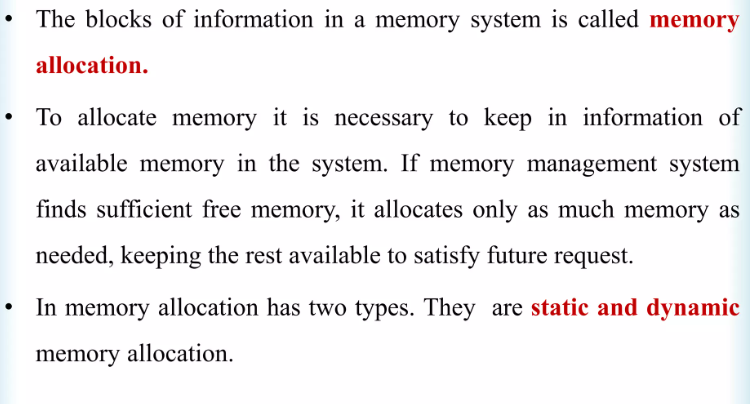 • The blocks of information in a memory system is called memory
allocation.
• To allocate memory it is necessary to keep in information of
available memory in the system. If memory management system
finds sufficient free memory, it allocates only as much memory as
needed, keeping the rest available to satisfy future request.
• In memory allocation has two types. They are static and dynamic
memory allocation.